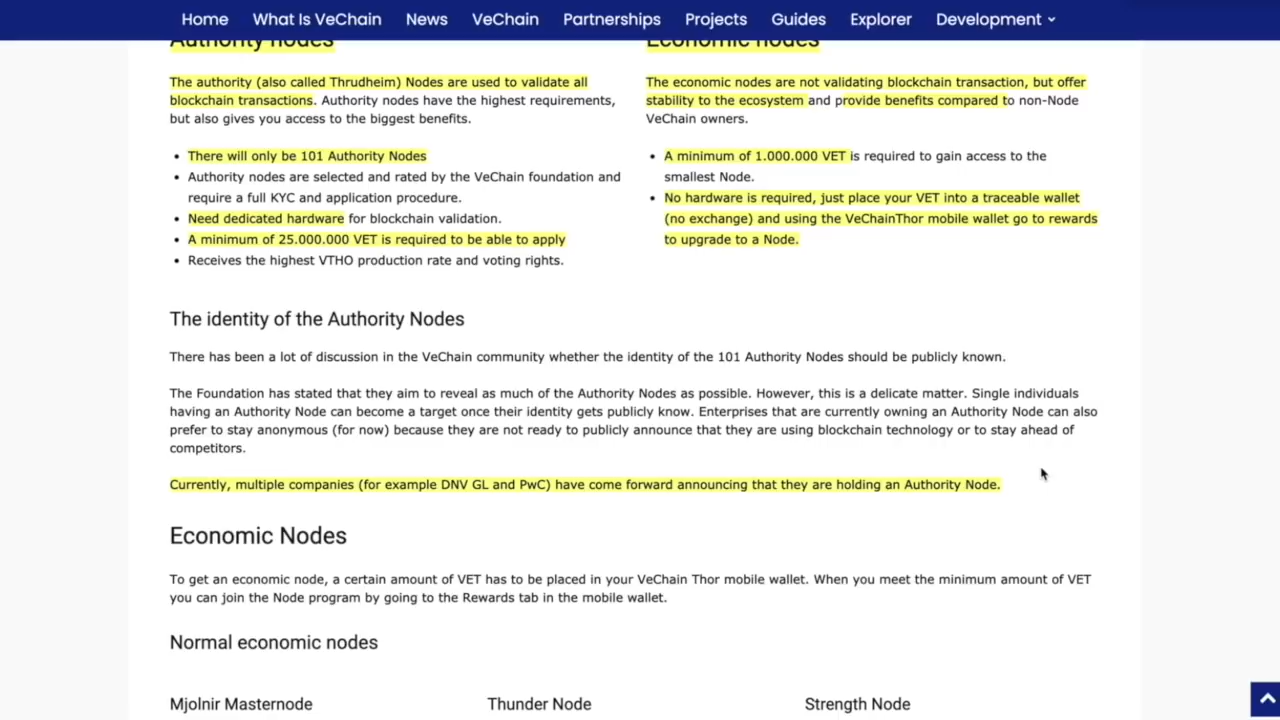 Home What Is VeChain News VeChain Partnerships Projects Guides Explorer Development
Authority nodes
The authority (also called Thrudheim) Nodes are used to validate all
blockchain transactions. Authority nodes have the highest requirements,
but also gives you access to the biggest benefits.
• There will only be 101 Authority Nodes
• Authority nodes are selected and rated by the VeChain foundation and
require a full KYC and application procedure.
• Need dedicated hardware for blockchain validation.
• A minimum of 25.000.000 VET is required to be able to apply
• Receives the highest VTHO production rate and voting rights.
Economic nodes
The economic nodes are not validating blockchain transaction, but offer
stability to the ecosystem and provide benefits compared to non-Node
VeChain owners.
• A minimum of 1.000.000 VET is required to gain access to the
smallest Node.
• No hardware is required, just place your VET into a traceable wallet
(no exchange) and using the VeChainThor mobile wallet go to rewards
to upgrade to a Node.
The identity of the Authority Nodes
There has been a lot of discussion in the VeChain community whether the identity of the 101 Authority Nodes should be publicly known.
The Foundation has stated that they aim to reveal as much of the Authority Nodes as possible. However, this is a delicate matter. Single individuals
having an Authority Node can become a target once their identity gets publicly know. Enterprises that are currently owning an Authority Node can also
prefer to stay anonymous (for now) because they are not ready to publicly announce that they are using blockchain technology or to stay ahead of
competitors.
Currently, multiple companies (for example DNV GL and PwC) have come forward announcing that they are holding an Authority Node.
Economic Nodes
To get an economic node, a certain amount of VET has to be placed in your VeChain Thor mobile wallet. When you meet the minimum amount of VET
you can join the Node program by going to the Rewards tab in the mobile wallet.
Normal economic nodes
Mjolnir Masternode Thunder Node Strength Node